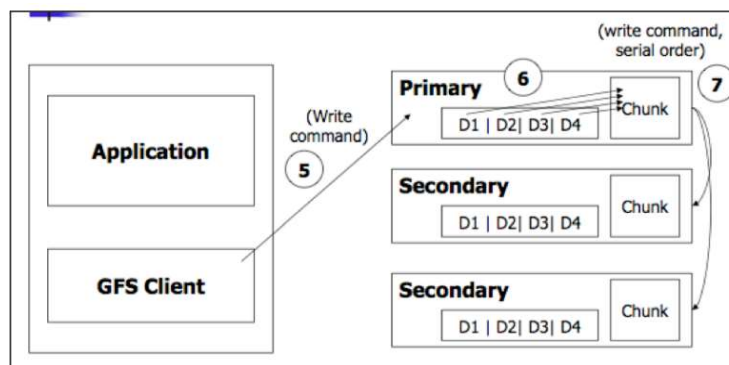 (write command,
serial order)
6
7
Primary
Chunk
D1 | D2| D3| D4
(Write
command)
5
Application
Secondary
Chunk
D1 | D2| D3| D4
GFS Client
Secondary
Chunk
D1 | D2| D3| D4